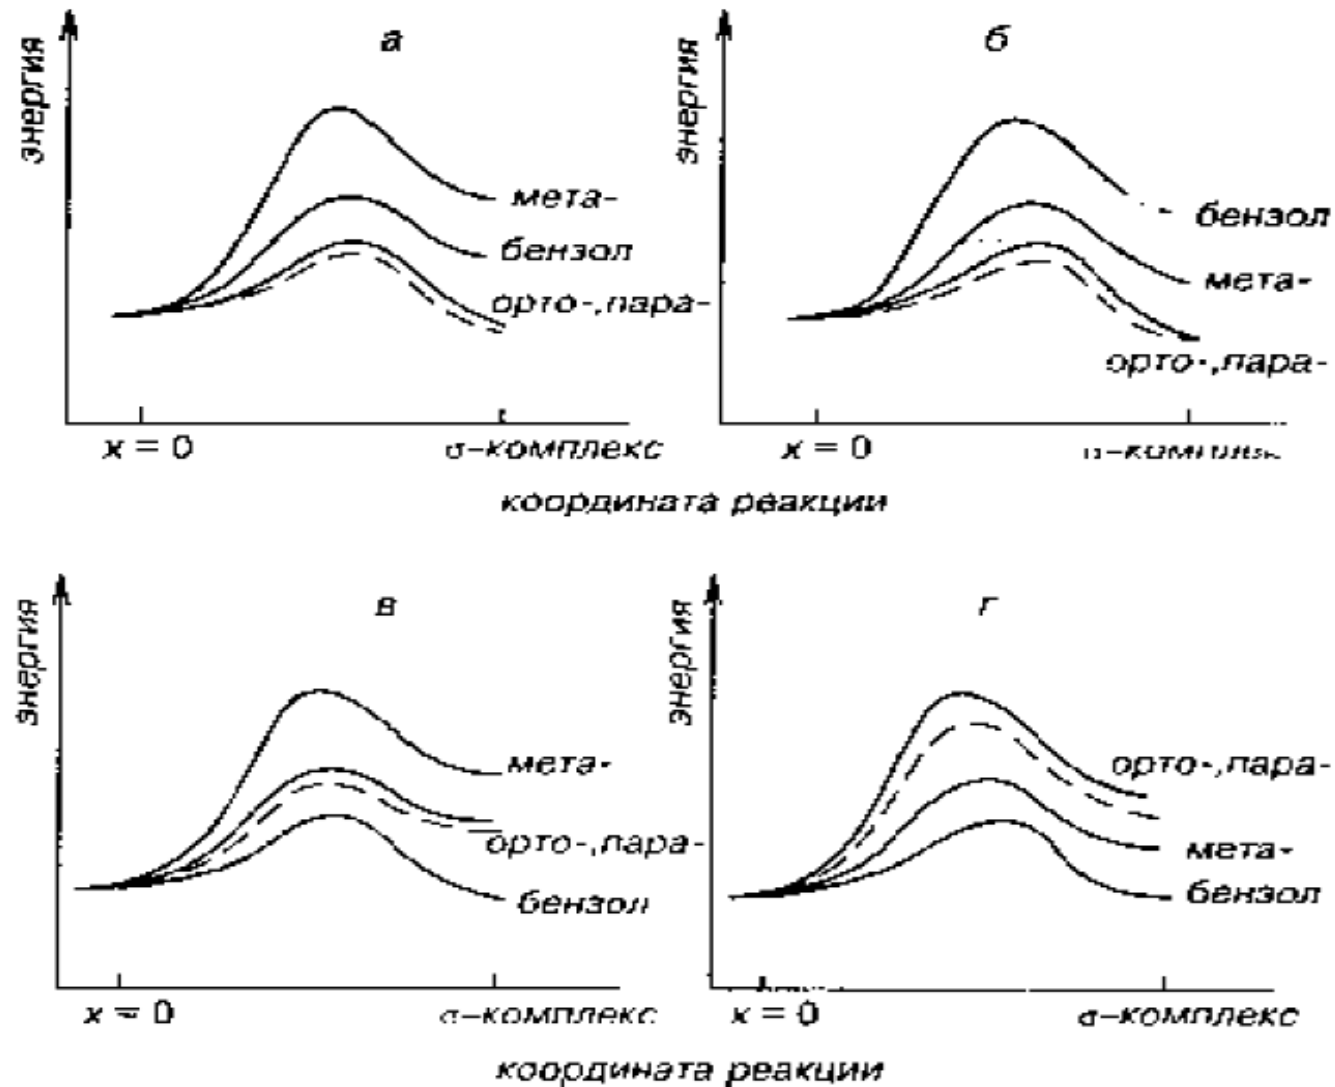 а
энергия
мета-
бензол
орто-,пара-
x = 0
σ-комплекс
б
энергия
бензол
мета-
орто-,пара-
x = 0
координата реакции
в
энергия
мета-
орто-,пара-
бензол
x = 0
σ-комплекс
г
энергия
орто-,пара-
мета-
бензол
x = 0
σ-комплекс
координата реакции